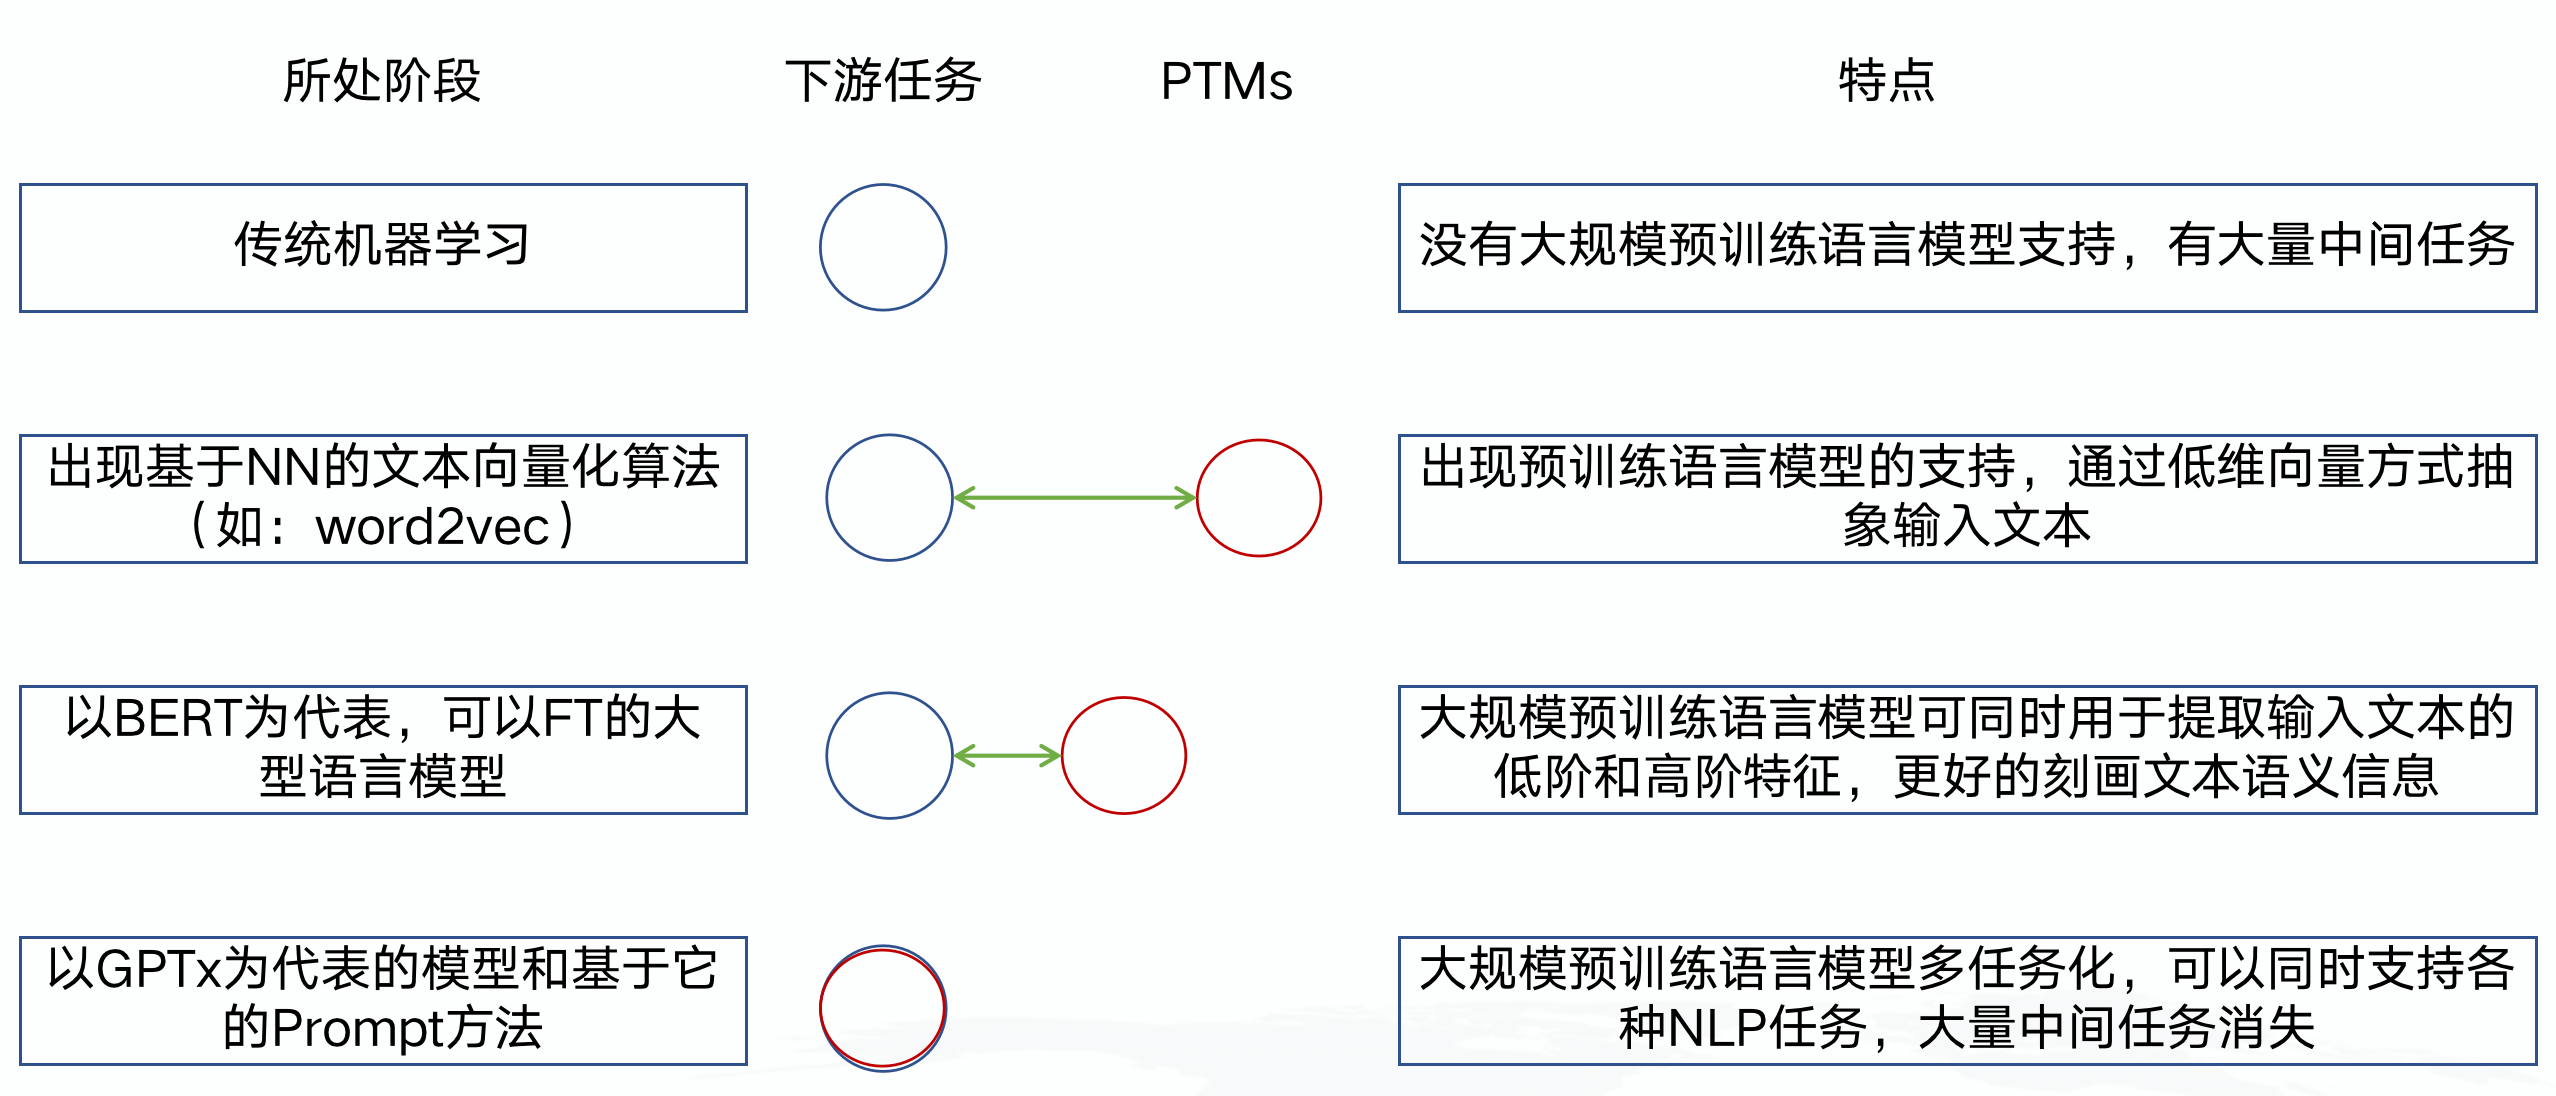 所处阶段
下游任务
PTMs
特点
传统机器学习
没有大规模预训练语言模型支持，有大量中间任务
出现基于NN的文本向量化算法
（如：word2vec）
出现预训练语言模型的支持，通过低维向量方式抽
象输入文本
以BERT为代表，可以FT的大
型语言模型
大规模预训练语言模型可同时用于提取输入文本的
低阶和高阶特征，更好的刻画文本语义信息
以GPTx为代表的模型和基于它
的Prompt方法
大规模预训练语言模型多任务化，可以同时支持各
种NLP任务，大量中间任务消失